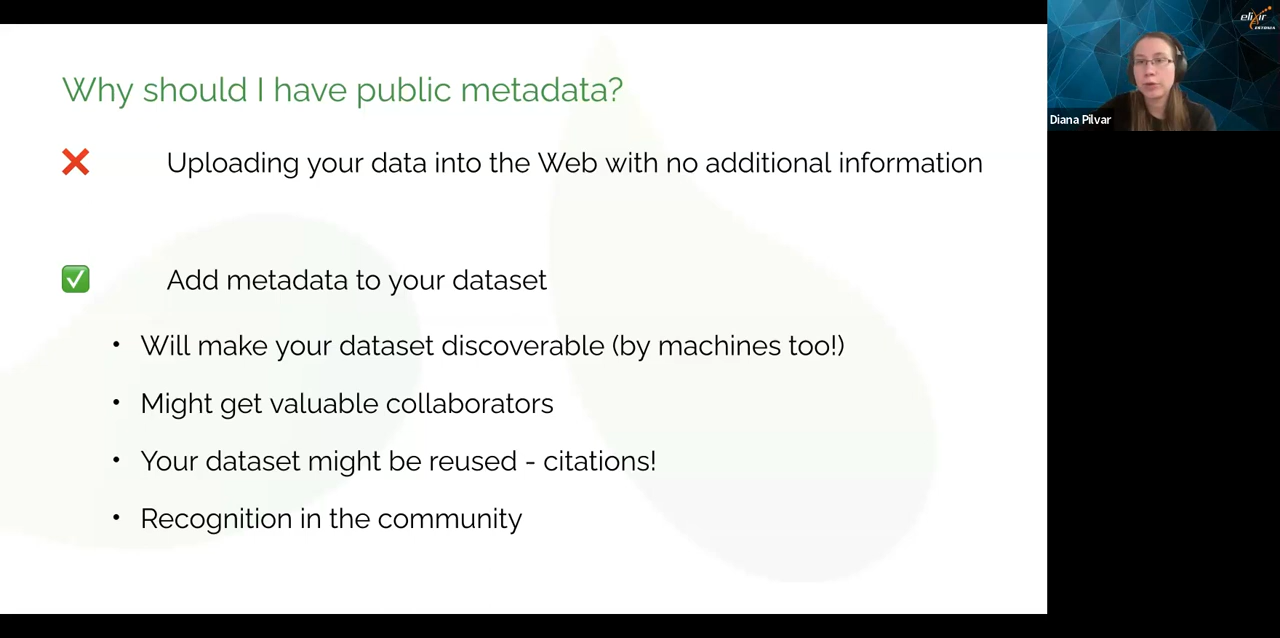 Why should I have public metadata?
❌ Uploading your data into the Web with no additional information
✅ Add metadata to your dataset
• Will make your dataset discoverable (by machines too!)
• Might get valuable collaborators
• Your dataset might be reused - citations!
• Recognition in the community
elixir
ESTONIA
Diana Pilvar